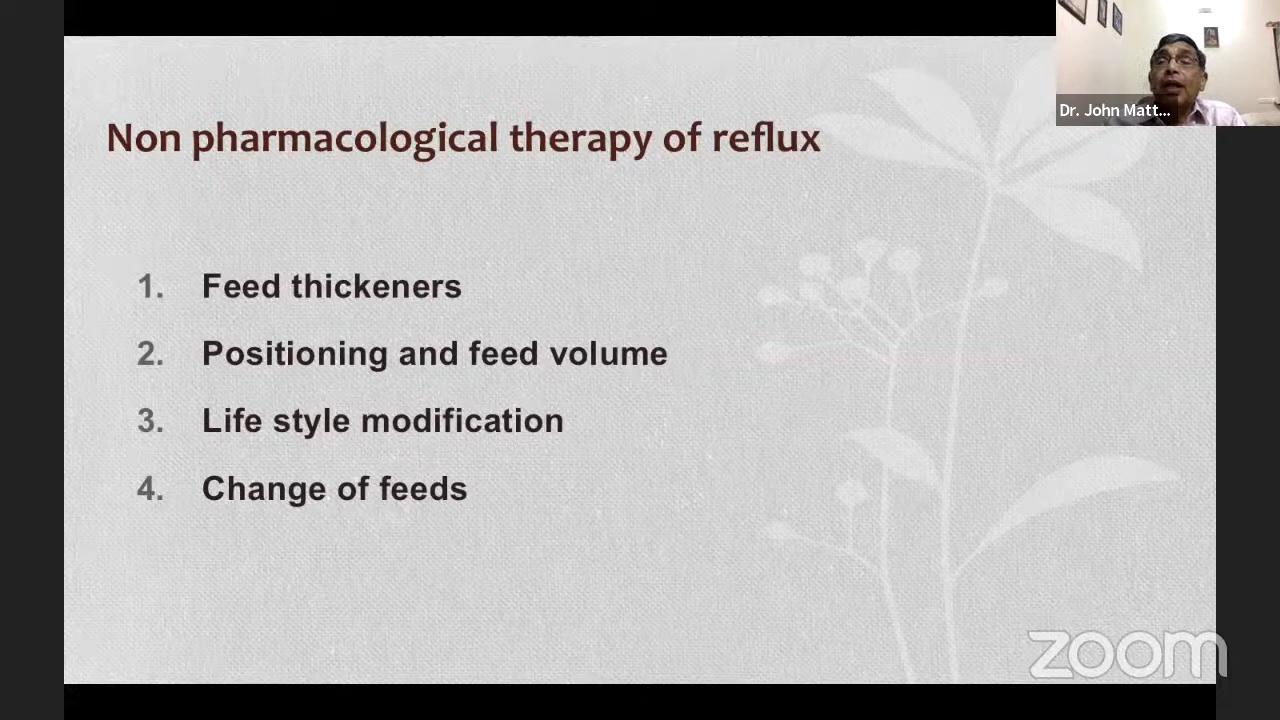 Dr. John Matt...
Non pharmacological therapy of reflux
1. Feed thickeners
2. Positioning and feed volume
3. Life style modification
4. Change of feeds
zoom